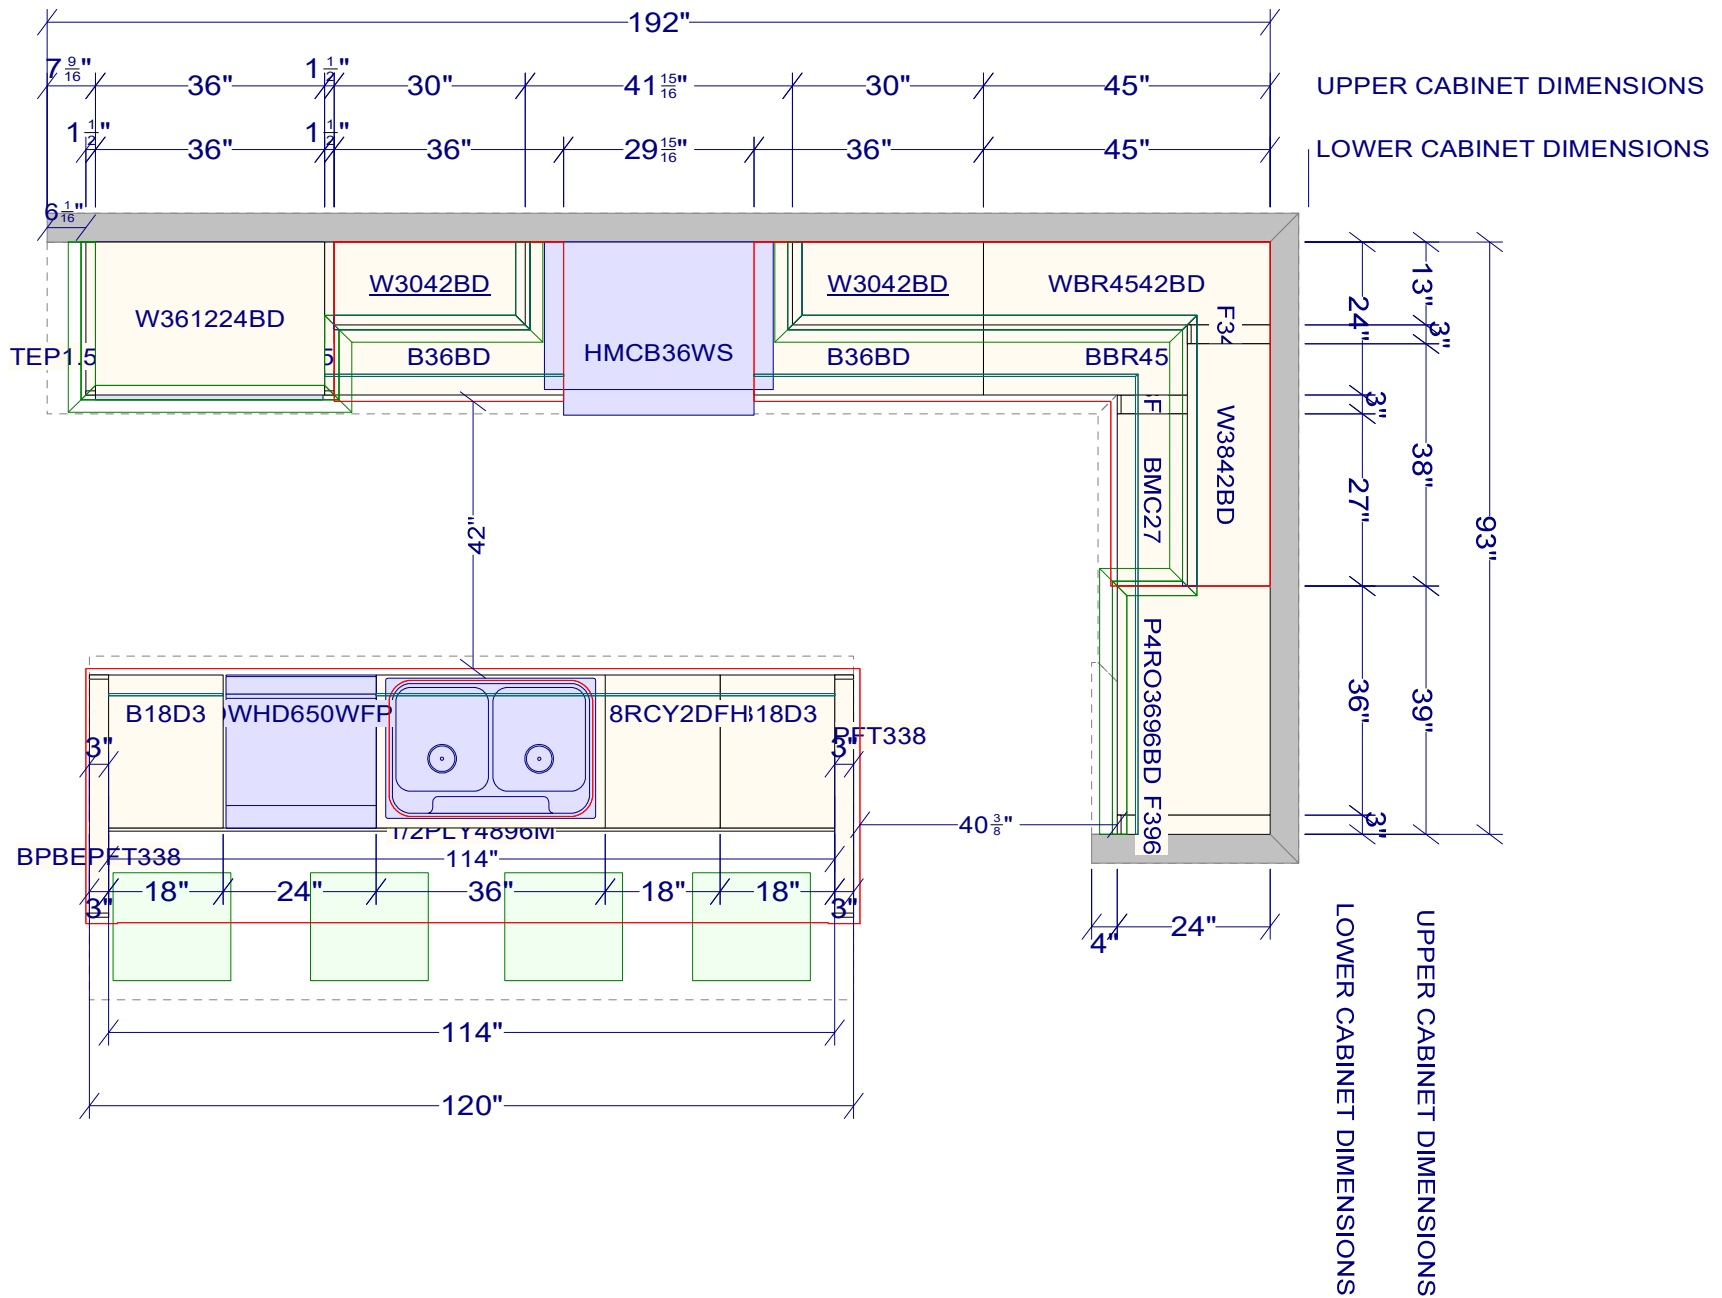 192"
7 9/16" 36" 1 1/2" 30" 41 15/16 30" 45" UPPER CABINET DIMENSIONS
1 1/2" 36" 1 1/2" 36" 29 15/16 36" 45" LOWER CABINET DIMENSIONS
6 1/16"
W3042BD W3042BD WBR4542BD
W361224BD
F34
TEP1.5 5 B36BD HMCB36WS B36BD BBR45
13"
24" 3"
3"
W3842BD
38"
BMC27
27"
93"
42"
P4RO3696BD F396
36" 39"
3"
B18D3 WHD650WFP 8RCY2DFH 18D3
3" 3" PFT338
1/2PLY4896M
40 3/8"
BPBEPFT338 114"
18" 24" 36" 18" 18"
3" 3"
4" 24"
114"
120"
LOWER CABINET DIMENSIONS
UPPER CABINET DIMENSIONS